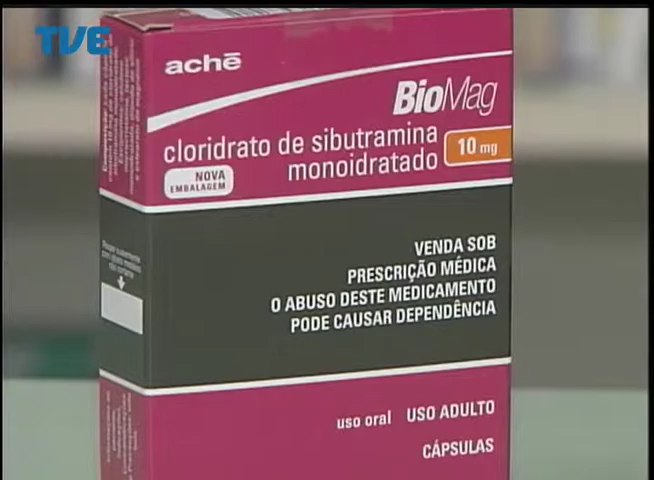 TVE
achē
BioMag
cloridrato de sibutramina
monoidratado
10 mg
NOVA
EMBALAGEM
VENDA SOB
PRESCRIÇÃO MÉDICA
O ABUSO DESTE MEDICAMENTO
PODE CAUSAR DEPENDÊNCIA
uso oral USO ADULTO
CÁPSULAS